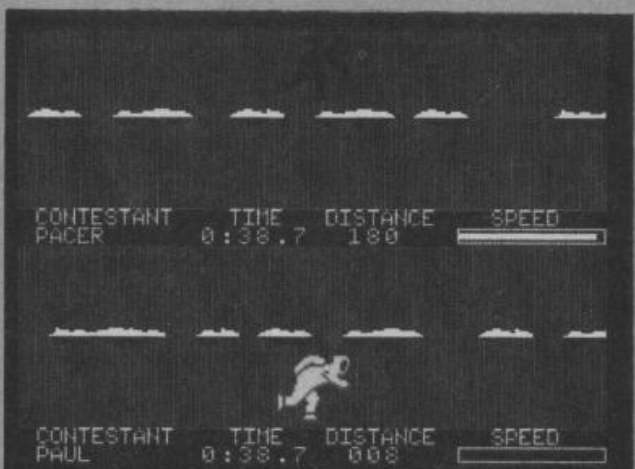 CONTESTANT TIME DISTANCE SPEED
PACER 0:38.7 180
CONTESTANT TIME DISTANCE SPEED
PAUL 0:38.7 008